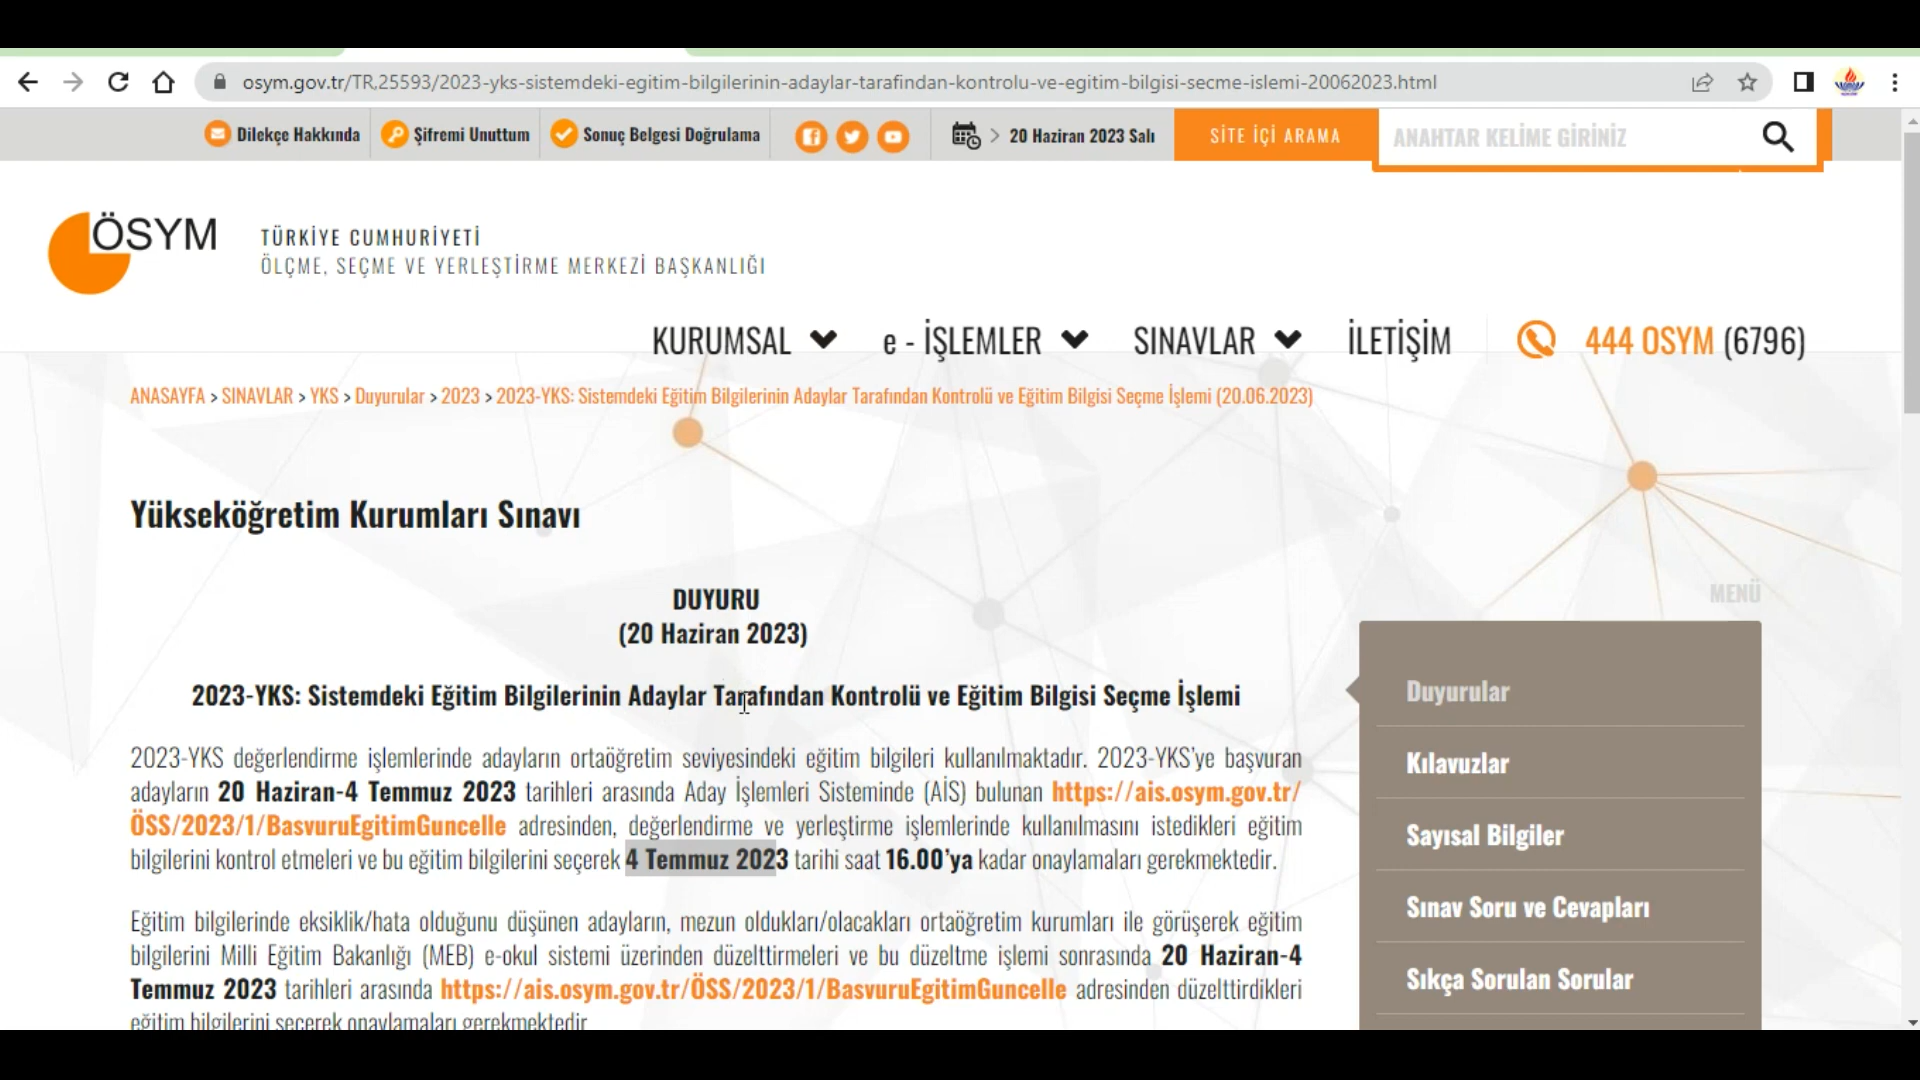 osym.gov.tr/TR,25593/2023-yks-sistemdeki-egitim-bilgilerinin-adaylar-tarafindan-kontrolu-ve-egitim-bilgisi-secme-islemi-20062023.html
Dilekçe Hakkında
Şifremi Unuttum
Sonuç Belgesi Doğrulama
> 20 Haziran 2023 Salı
SİTE İÇİ ARAMA
ANAHTAR KELİME GİRİNİZ
ÖSYM
TÜRKİYE CUMHURİYETİ
ÖLÇME, SEÇME VE YERLEŞTİRME MERKEZİ BAŞKANLIĞI
KURUMSAL
e - İŞLEMLER
SINAVLAR
İLETİŞİM
444 OSYM (6796)
ANASAYFA > SINAVLAR > YKS > Duyurular > 2023 > 2023-YKS: Sistemdeki Eğitim Bilgilerinin Adaylar Tarafından Kontrolü ve Eğitim Bilgisi Seçme İşlemi (20.06.2023)
Yükseköğretim Kurumları Sınavı
DUYURU
(20 Haziran 2023)
2023-YKS: Sistemdeki Eğitim Bilgilerinin Adaylar Tarafından Kontrolü ve Eğitim Bilgisi Seçme İşlemi
2023-YKS değerlendirme işlemlerinde adayların ortaöğretim seviyesindeki eğitim bilgileri kullanılmaktadır. 2023-YKS'ye başvuran
adayların 20 Haziran-4 Temmuz 2023 tarihleri arasında Aday İşlemleri Sisteminde (AİS) bulunan https://ais.osym.gov.tr/
ÖSS/2023/1/BasvuruEgitimGuncelle adresinden, değerlendirme ve yerleştirme işlemlerinde kullanılmasını istedikleri eğitim
bilgilerini kontrol etmeleri ve bu eğitim bilgilerini seçerek 4 Temmuz 2023 tarihi saat 16.00'ya kadar onaylamaları gerekmektedir.
Eğitim bilgilerinde eksiklik/hata olduğunu düşünen adayların, mezun oldukları/olacakları ortaöğretim kurumları ile görüşerek eğitim
bilgilerini Milli Eğitim Bakanlığı (MEB) e-okul sistemi üzerinden düzelttirmeleri ve bu düzeltme işlemi sonrasında 20 Haziran-4
Temmuz 2023 tarihleri arasında https://ais.osym.gov.tr/ÖSS/2023/1/BasvuruEgitimGuncelle adresinden düzelttirdikleri
eğitim bilgilerini seçerek onaylamaları gerekmektedir
MENÜ
Duyurular
Kılavuzlar
Sayısal Bilgiler
Sınav Soru ve Cevapları
Sıkça Sorulan Sorular